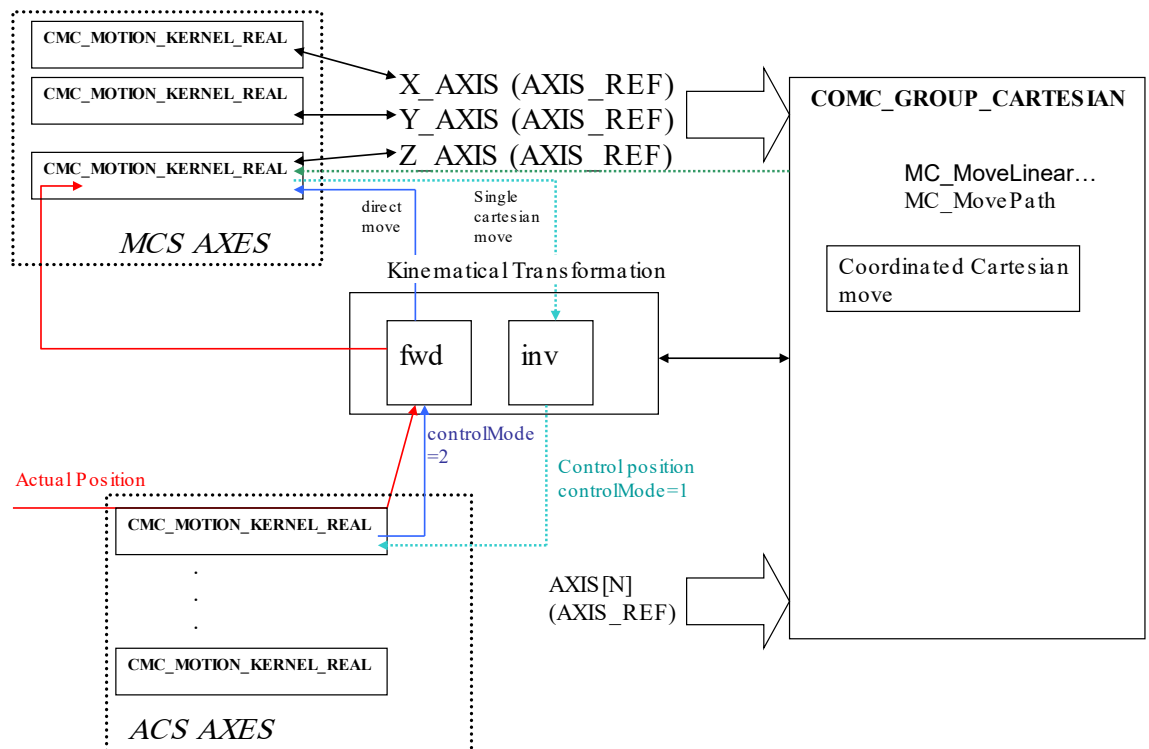 CMC_MOTION_KERNEL_REAL
CMC_MOTION_KERNEL_REAL
CMC_MOTION_KERNEL_REAL
MCS AXES
X_AXIS (AXIS_REF)
Y_AXIS (AXIS_REF)
Z_AXIS (AXIS_REF)
COMC_GROUP_CARTESIAN
MC_MoveLinear…
MC_MovePath
Coordinated Cartesian
move
direct
move
Single
cartesian
move
Kinematical Transformation
fwd
inv
controlMode
=2
Control position
controlMode=1
Actual Position
CMC_MOTION_KERNEL_REAL
.
.
.
CMC_MOTION_KERNEL_REAL
ACS AXES
AXIS[N]
(AXIS_REF)